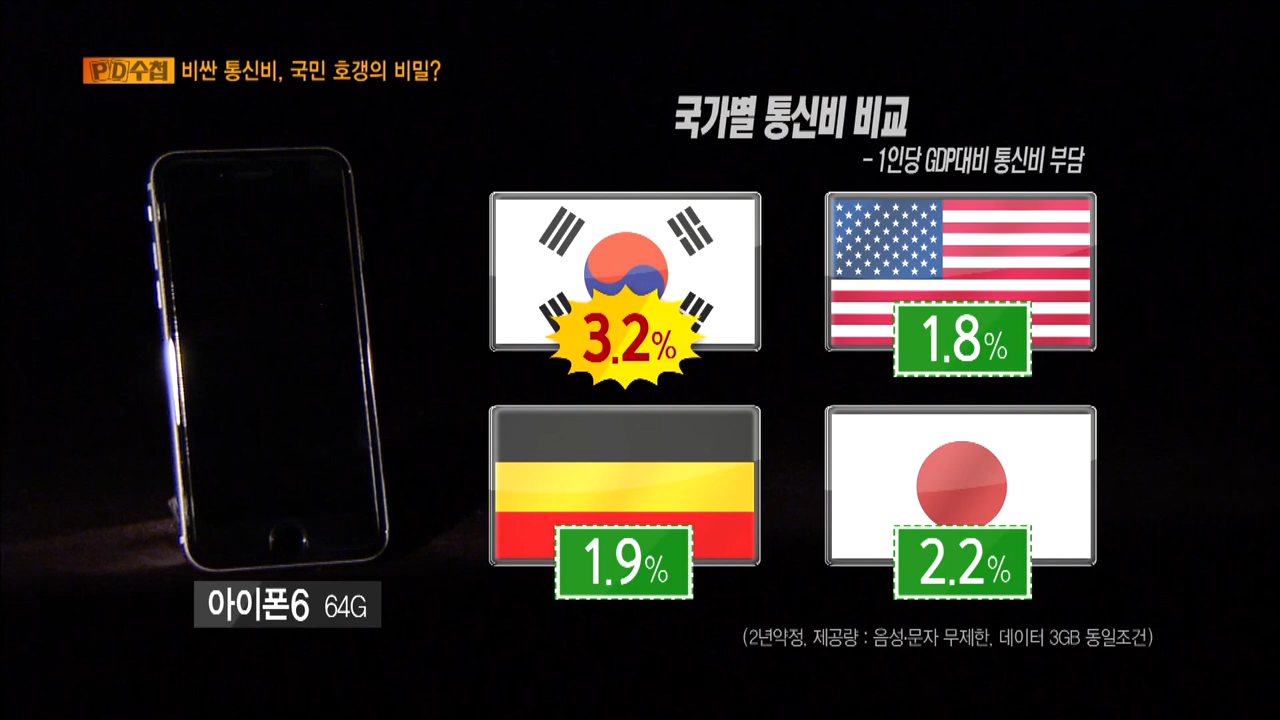 PD수첩 비싼 통신비, 국민 호갱의 비밀?
국가별 통신비 비교
- 1인당 GDP대비 통신비 부담
3.2%
1.8%
1.9%
2.2%
아이폰6 64G
(2년약정, 제공량 : 음성·문자 무제한, 데이터 3GB 동일조건)